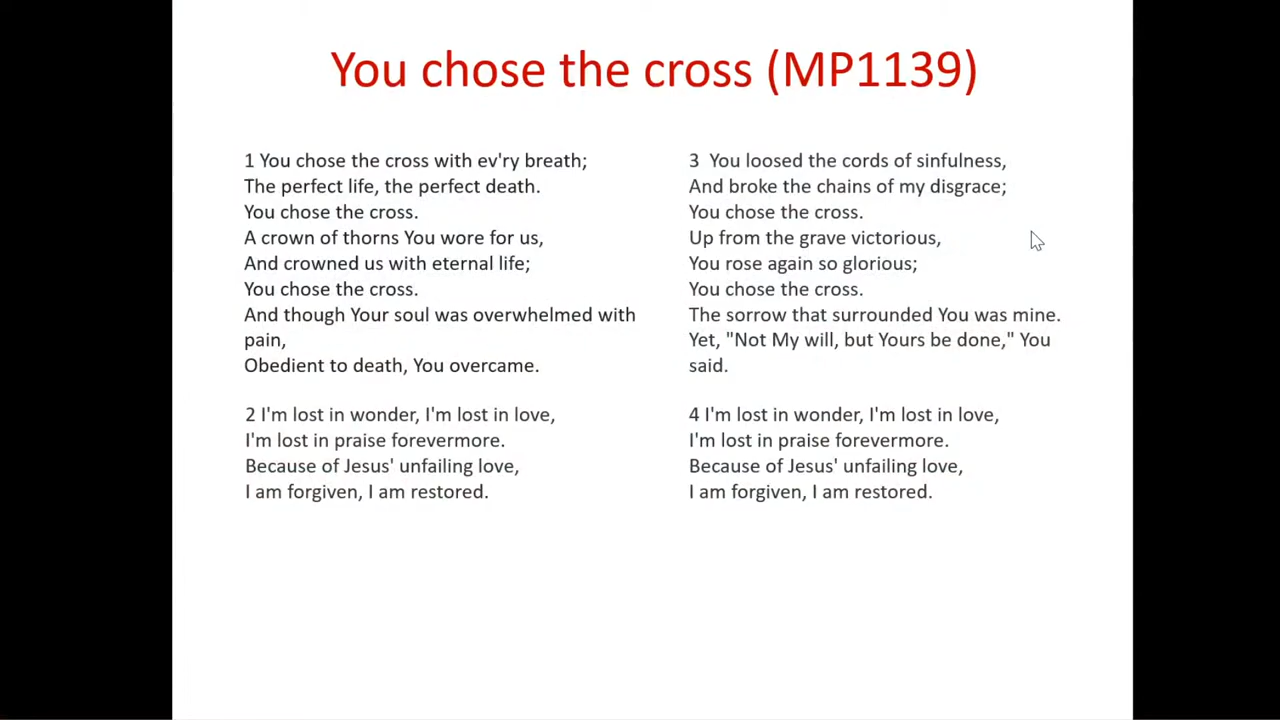 You chose the cross (MP1139)
1 You chose the cross with ev'ry breath;
The perfect life, the perfect death.
You chose the cross.
A crown of thorns You wore for us,
And crowned us with eternal life;
You chose the cross.
And though Your soul was overwhelmed with
pain,
Obedient to death, You overcame.
2 I'm lost in wonder, I'm lost in love,
I'm lost in praise forevermore.
Because of Jesus' unfailing love,
I am forgiven, I am restored.
3  You loosed the cords of sinfulness,
And broke the chains of my disgrace;
You chose the cross.
Up from the grave victorious,
You rose again so glorious;
You chose the cross.
The sorrow that surrounded You was mine.
Yet, "Not My will, but Yours be done," You
said.
4 I'm lost in wonder, I'm lost in love,
I'm lost in praise forevermore.
Because of Jesus' unfailing love,
I am forgiven, I am restored.